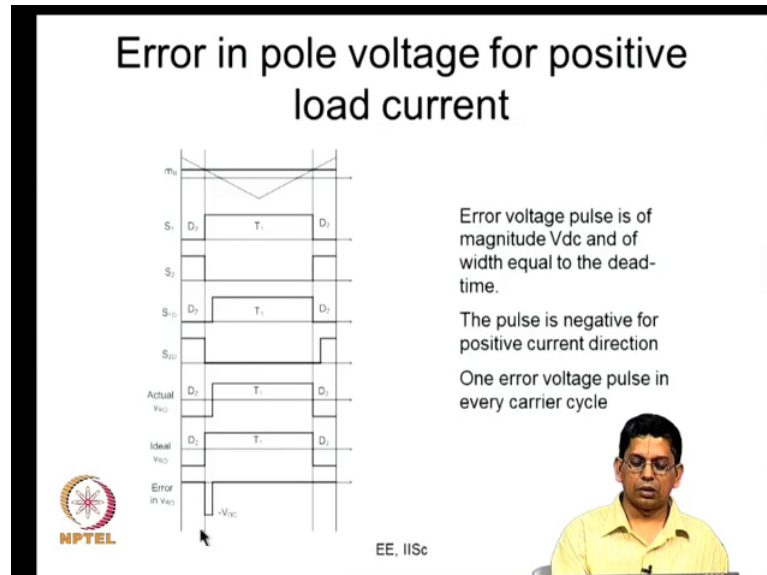 Error in pole voltage for positive
load current
m
S₁ D₂ T₁ D₂
S₂
S D₂ T₁ D₂
S₂D
Actual D₂ T₁ D₂
Ideal D₂ T₁ D₂
Error
in vRO
-VDC
Error voltage pulse is of
magnitude Vdc and of
width equal to the dead-
time.
The pulse is negative for
positive current direction
One error voltage pulse in
every carrier cycle
NPTEL
EE, IISc